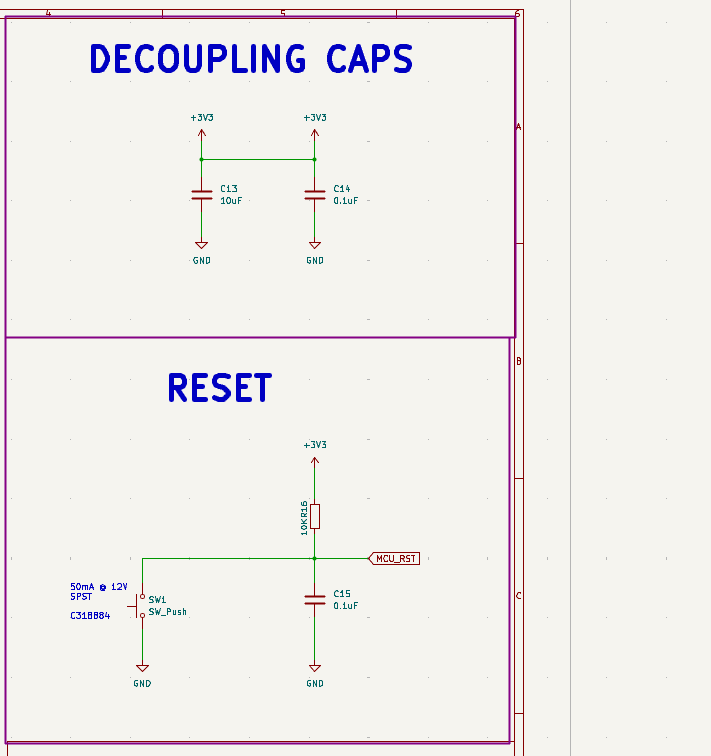 4
5
6
DECOUPLING CAPS
+3V3
+3V3
A
C13
10uF
C14
0.1uF
GND
GND
B
RESET
+3V3
10K
R16
MCU_RST
50mA @ 12V
SPST
C318884
SW1
SW_Push
C15
0.1uF
C
GND
GND